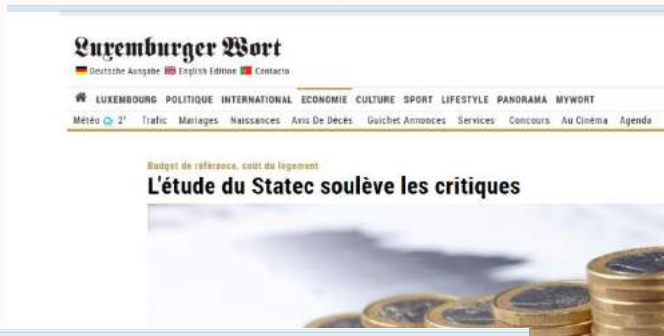 Luxemburger Wort
Deutsche Ausgabe English Edition Contacto
LUXEMBOURG POLITIQUE INTERNATIONAL ECONOMIE CULTURE SPORT LIFESTYLE PANORAMA MYWORT
Météo 2° Trafic Mariages Naissances Avis De Décès Guichet Annonces Services Concours Au Cinéma Agenda
Budget de référence, coût du logement
L'étude du Statec soulève les critiques